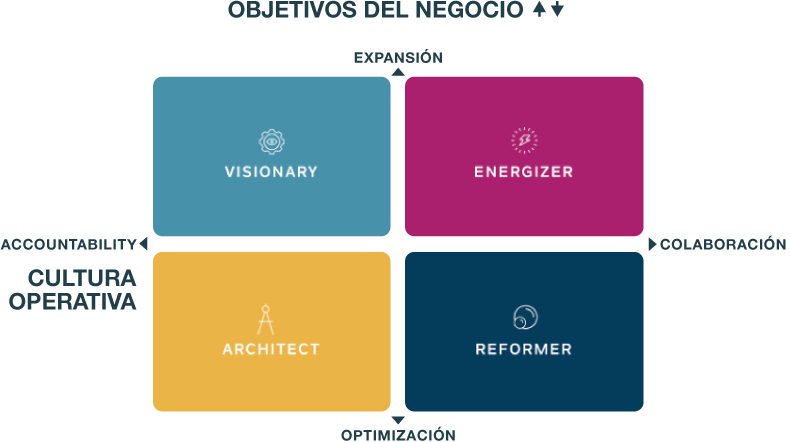 OBJETIVOS DEL NEGOCIO
EXPANSIÓN
VISIONARY
ENERGIZER
ACCOUNTABILITY
COLABORACIÓN
CULTURA
OPERATIVA
ARCHITECT
REFORMER
OPTIMIZACIÓN